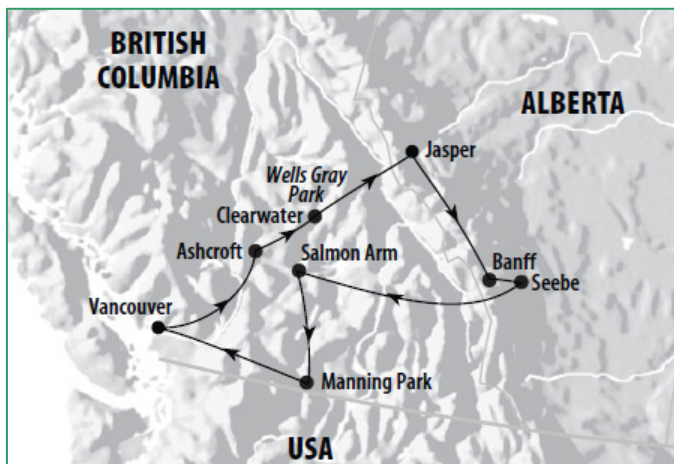 BRITISH
COLUMBIA
ALBERTA
Jasper
Wells Gray
Park
Clearwater
Ashcroft
Salmon Arm
Banff
Seebe
Vancouver
Manning Park
USA